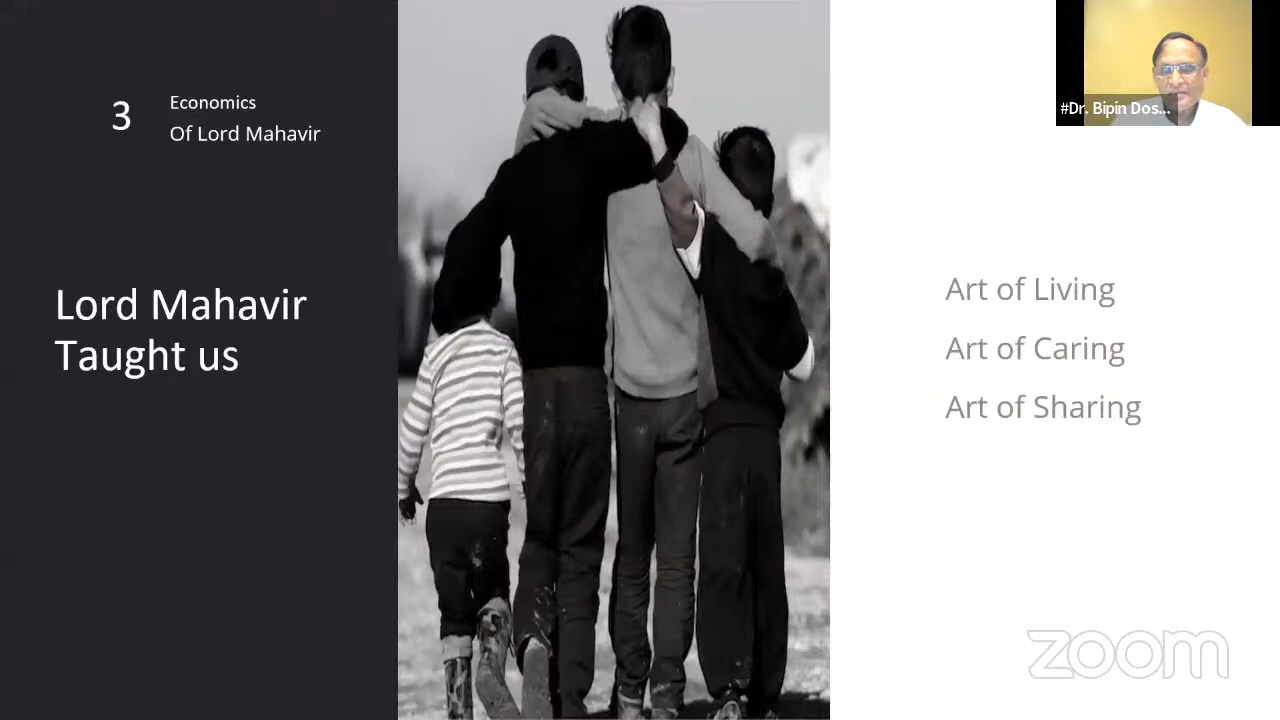 3
Economics
Of Lord Mahavir
Lord Mahavir
Taught us
Art of Living
Art of Caring
Art of Sharing
#Dr. Bipin Dos...
zoom